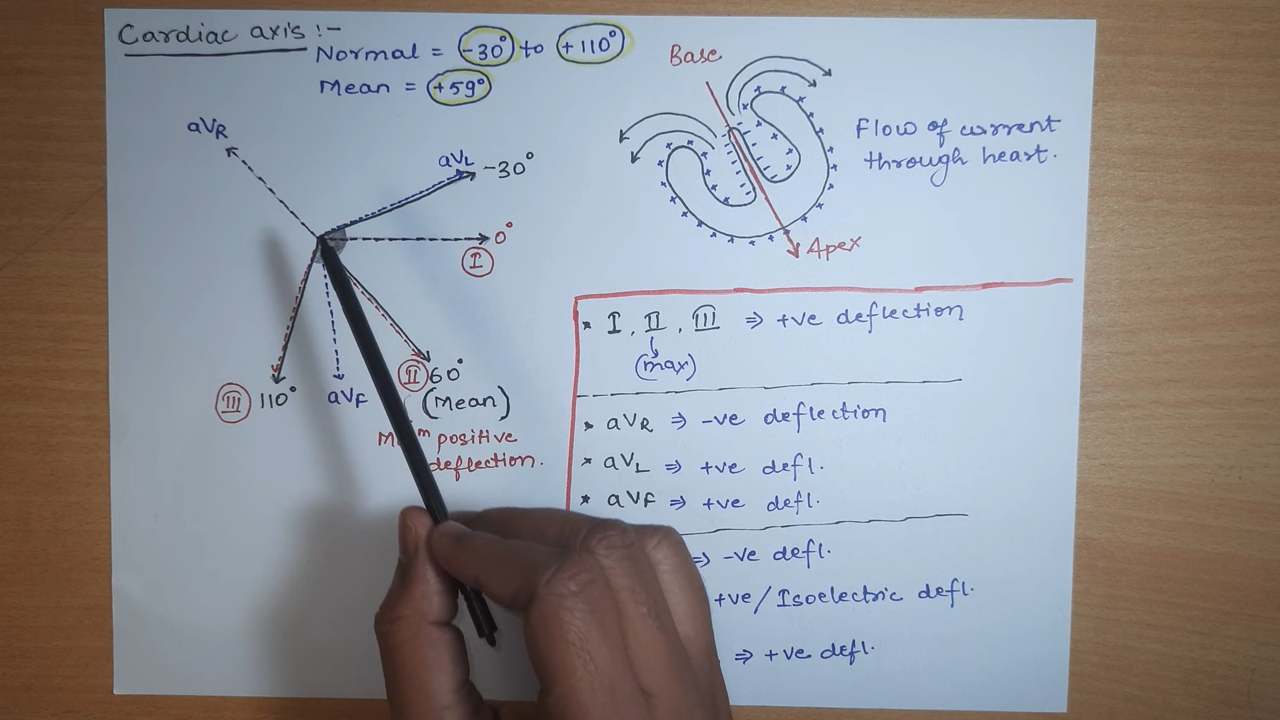 Cardiac axis :-
Normal = -30° to +110°
Mean = +59°
aVR
aVL -30°
0°
I
II 60°
(Mean)
positive
deflection.
III 110°
aVF
Base
Apex
Flow of current
through heart.
* I, II, III ⇒ +ve deflection
(max)
* aVR ⇒ -ve deflection
* aVL ⇒ +ve defl.
* aVF ⇒ +ve defl.
⇒ -ve defl.
+ve/Isoelectric defl.
⇒ +ve defl.